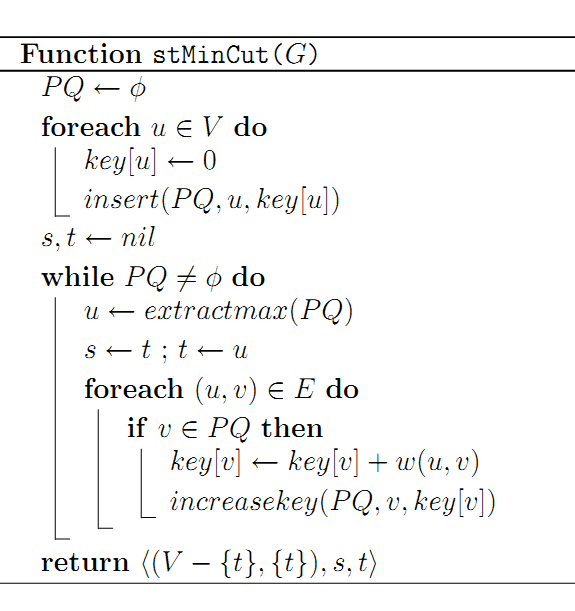 Function stMinCut(G)
PQ ← ϕ
foreach u ∈ V do
key[u] ← 0
insert(PQ, u, key[u])
s, t ← nil
while PQ ≠ ϕ do
u ← extractmax(PQ)
s ← t ; t ← u
foreach (u, v) ∈ E do
if v ∈ PQ then
key[v] ← key[v] + w(u, v)
increasekey(PQ, v, key[v])
return ⟨(V − {t}, {t}), s, t⟩